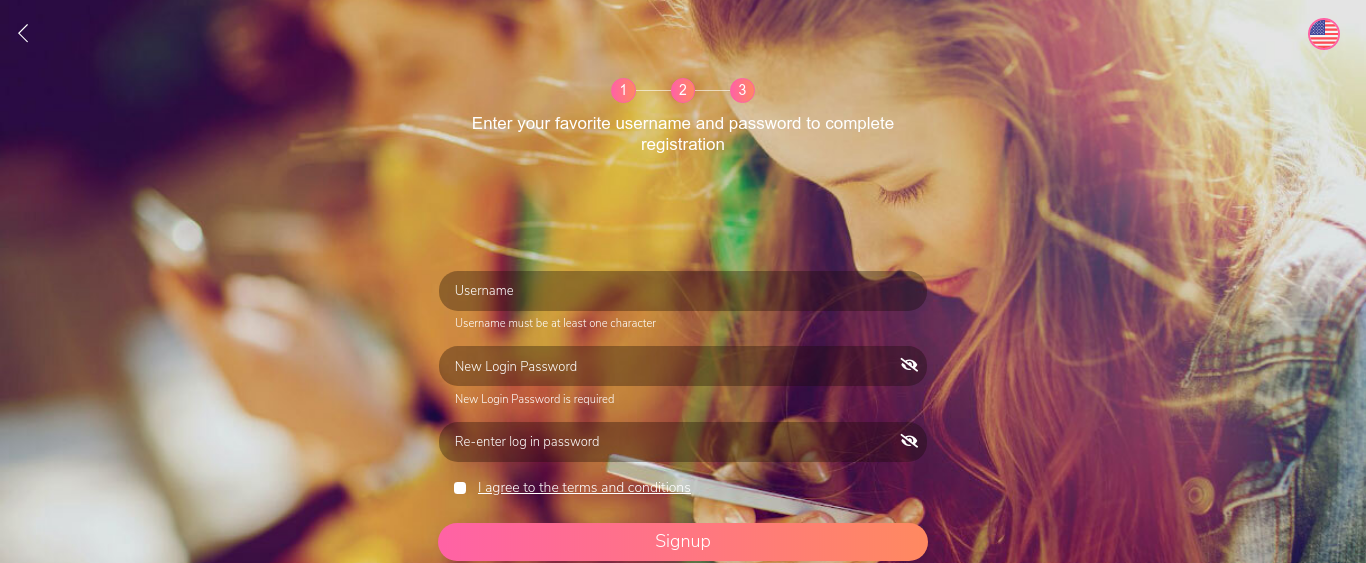 1 2 3
Enter your favorite username and password to complete
registration
Username
Username must be at least one character
New Login Password
New Login Password is required
Re-enter log in password
I agree to the terms and conditions
Signup